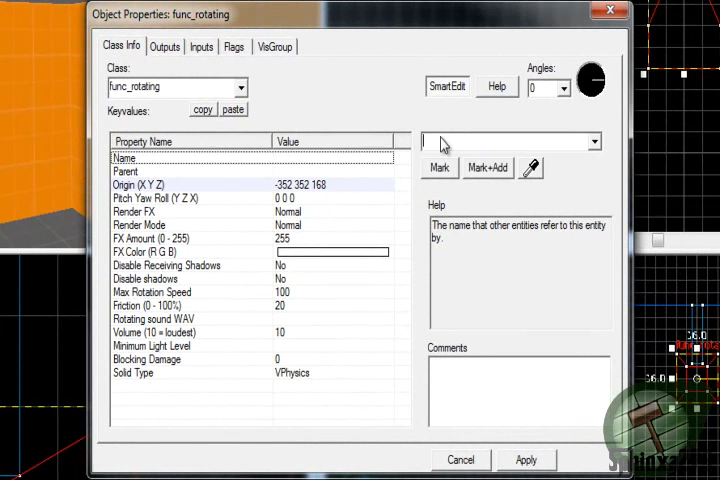 Object Properties: func_rotating
Class Info Outputs Inputs Flags VisGroup
Class:
func_rotating
SmartEdit Help
Angles:
0
Keyvalues: copy paste
Property Name Value
Name
Parent
Origin (X Y Z) -352 352 168
Pitch Yaw Roll (Y Z X) 0 0 0
Render FX Normal
Render Mode Normal
FX Amount (0 - 255) 255
FX Color (R G B)
Disable Receiving Shadows No
Disable shadows No
Max Rotation Speed 100
Friction (0 - 100%) 20
Rotating sound WAV
Volume (10 = loudest) 10
Minimum Light Level
Blocking Damage 0
Solid Type VPhysics
Mark Mark+Add
Help
The name that other entities refer to this entity
by.
Comments
Cancel Apply
16.0
16.0